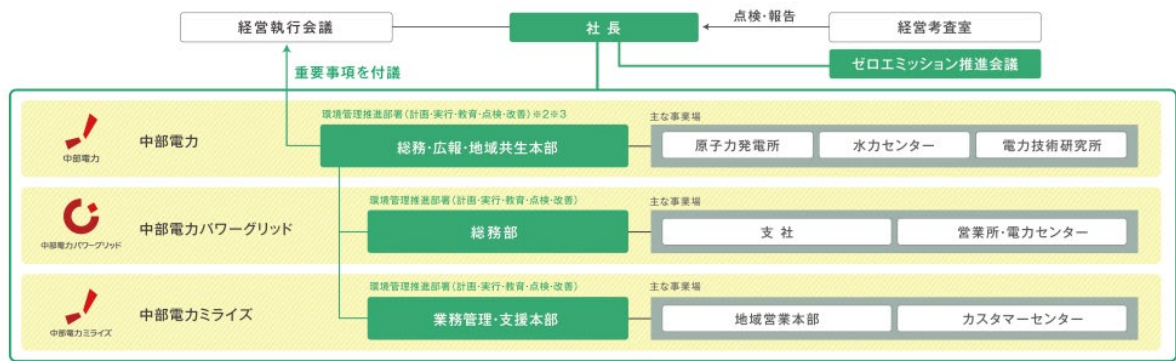 経営執行会議
社長
点検・報告
経営考査室
ゼロエミッション推進会議
重要事項を付議
環境管理推進部署(計画・実行・教育・点検・改善)※2※3
主な事業場
中部電力
中部電力
総務・広報・地域共生本部
原子力発電所
水力センター
電力技術研究所
環境管理推進部署(計画・実行・教育・点検・改善)
主な事業場
中部電力パワーグリッド
中部電力パワーグリッド
総務部
支社
営業所・電力センター
環境管理推進部署(計画・実行・教育・点検・改善)
主な事業場
中部電力ミライズ
中部電力ミライズ
業務管理・支援本部
地域営業本部
カスタマーセンター